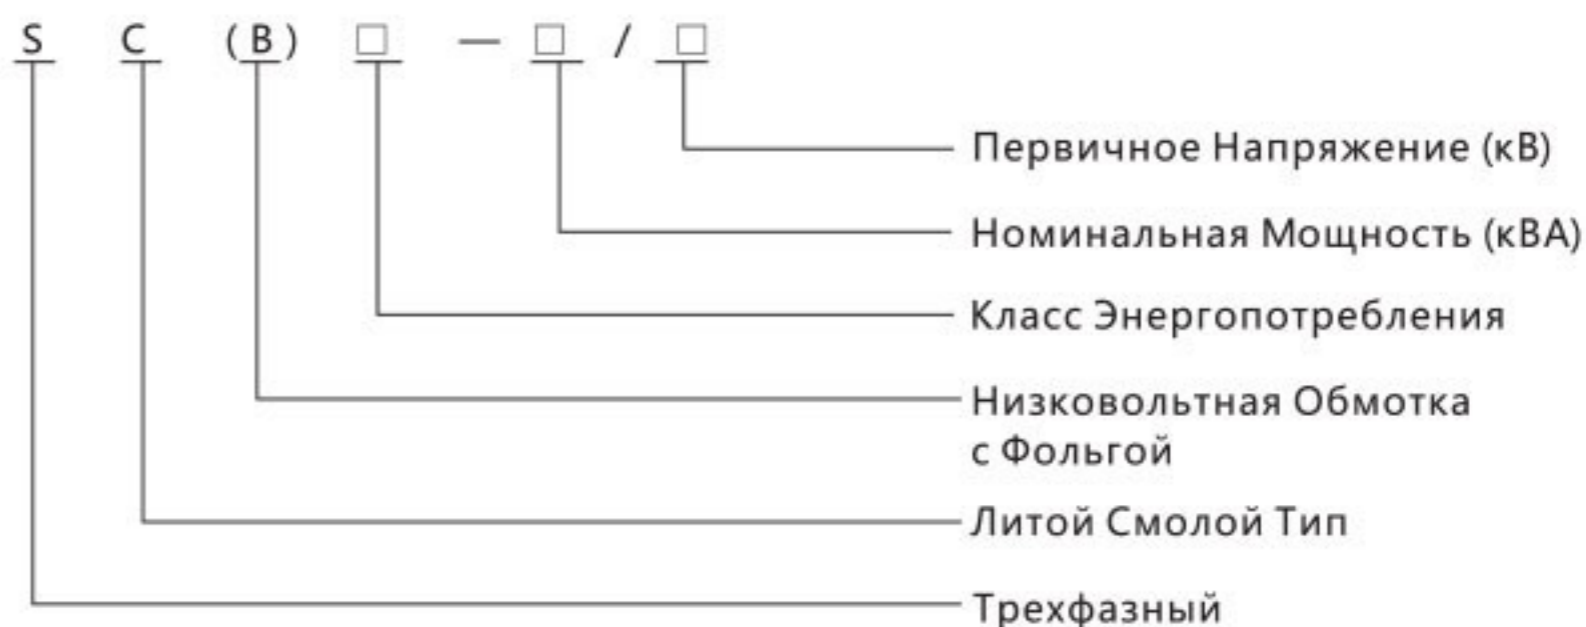 S C (B) □ — □ / □
Первичное Напряжение (кВ)
Номинальная Мощность (кВА)
Класс Энергопотребления
Низковольтная Обмотка
с Фольгой
Литой Смолой Тип
Трехфазный